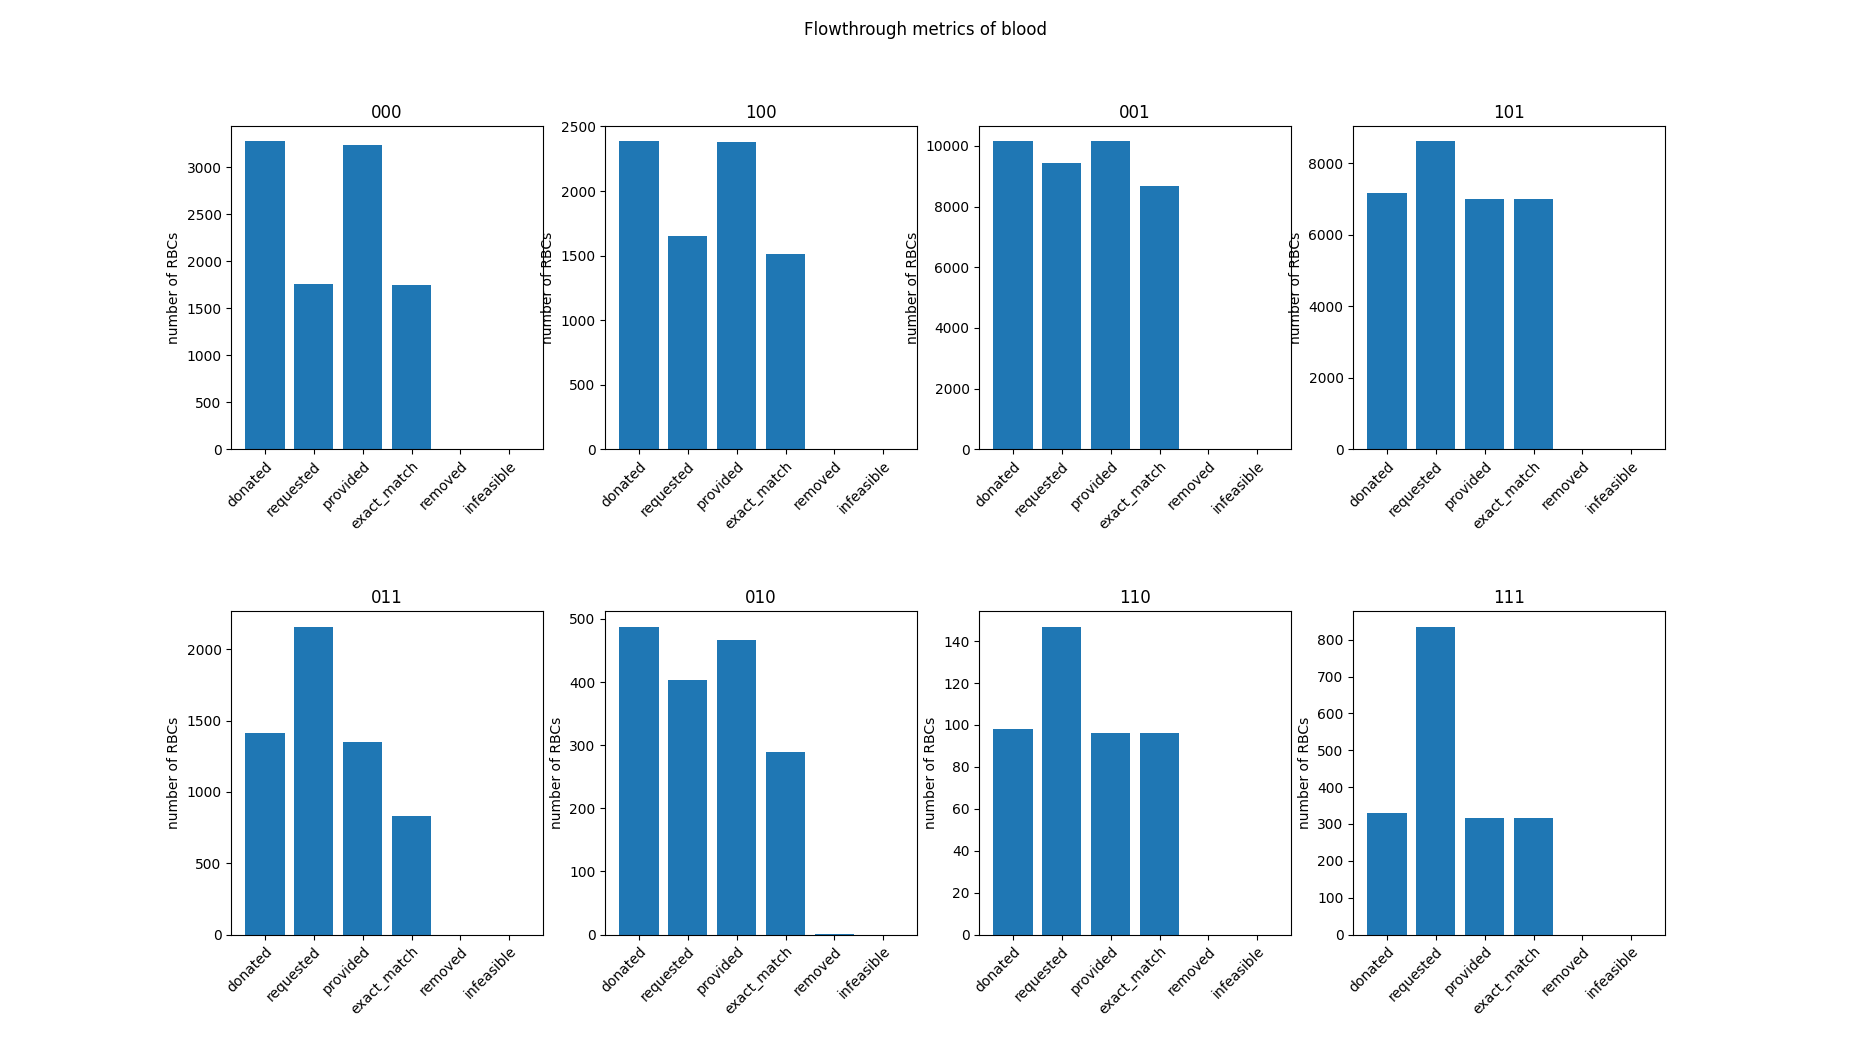 Flowthrough metrics of blood
000
number of RBCs
3000
2500
2000
1500
1000
500
0
donated
requested
provided
exact_match
removed
infeasible
100
number of RBCs
2500
2000
1500
1000
500
0
donated
requested
provided
exact_match
removed
infeasible
001
number of RBCs
10000
8000
6000
4000
2000
0
donated
requested
provided
exact_match
removed
infeasible
101
number of RBCs
8000
6000
4000
2000
0
donated
requested
provided
exact_match
removed
infeasible
011
number of RBCs
2000
1500
1000
500
0
donated
requested
provided
exact_match
removed
infeasible
010
number of RBCs
500
400
300
200
100
0
donated
requested
provided
exact_match
removed
infeasible
110
number of RBCs
140
120
100
80
60
40
20
0
donated
requested
provided
exact_match
removed
infeasible
111
number of RBCs
800
700
600
500
400
300
200
100
0
donated
requested
provided
exact_match
removed
infeasible